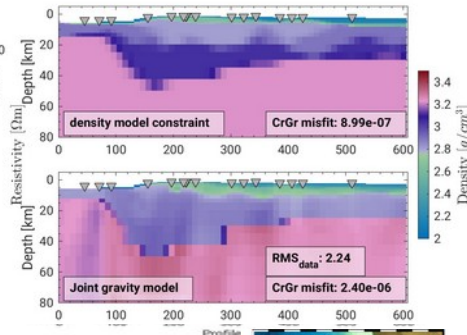 0
0
20
40
60
80
Depth [km]
density model constraint
CrGr misfit: 8.99e-07
0 100 200 300 400 500 600
Resistivity [Ωm]
3.4
3.2
3
2.8
2.6
2.4
2.2
2
Density [g/cm³]
0
20
40
60
80
Depth [km]
RMSdata: 2.24
Joint gravity model
CrGr misfit: 2.40e-06
0 100 200 300 400 500 600
Profile